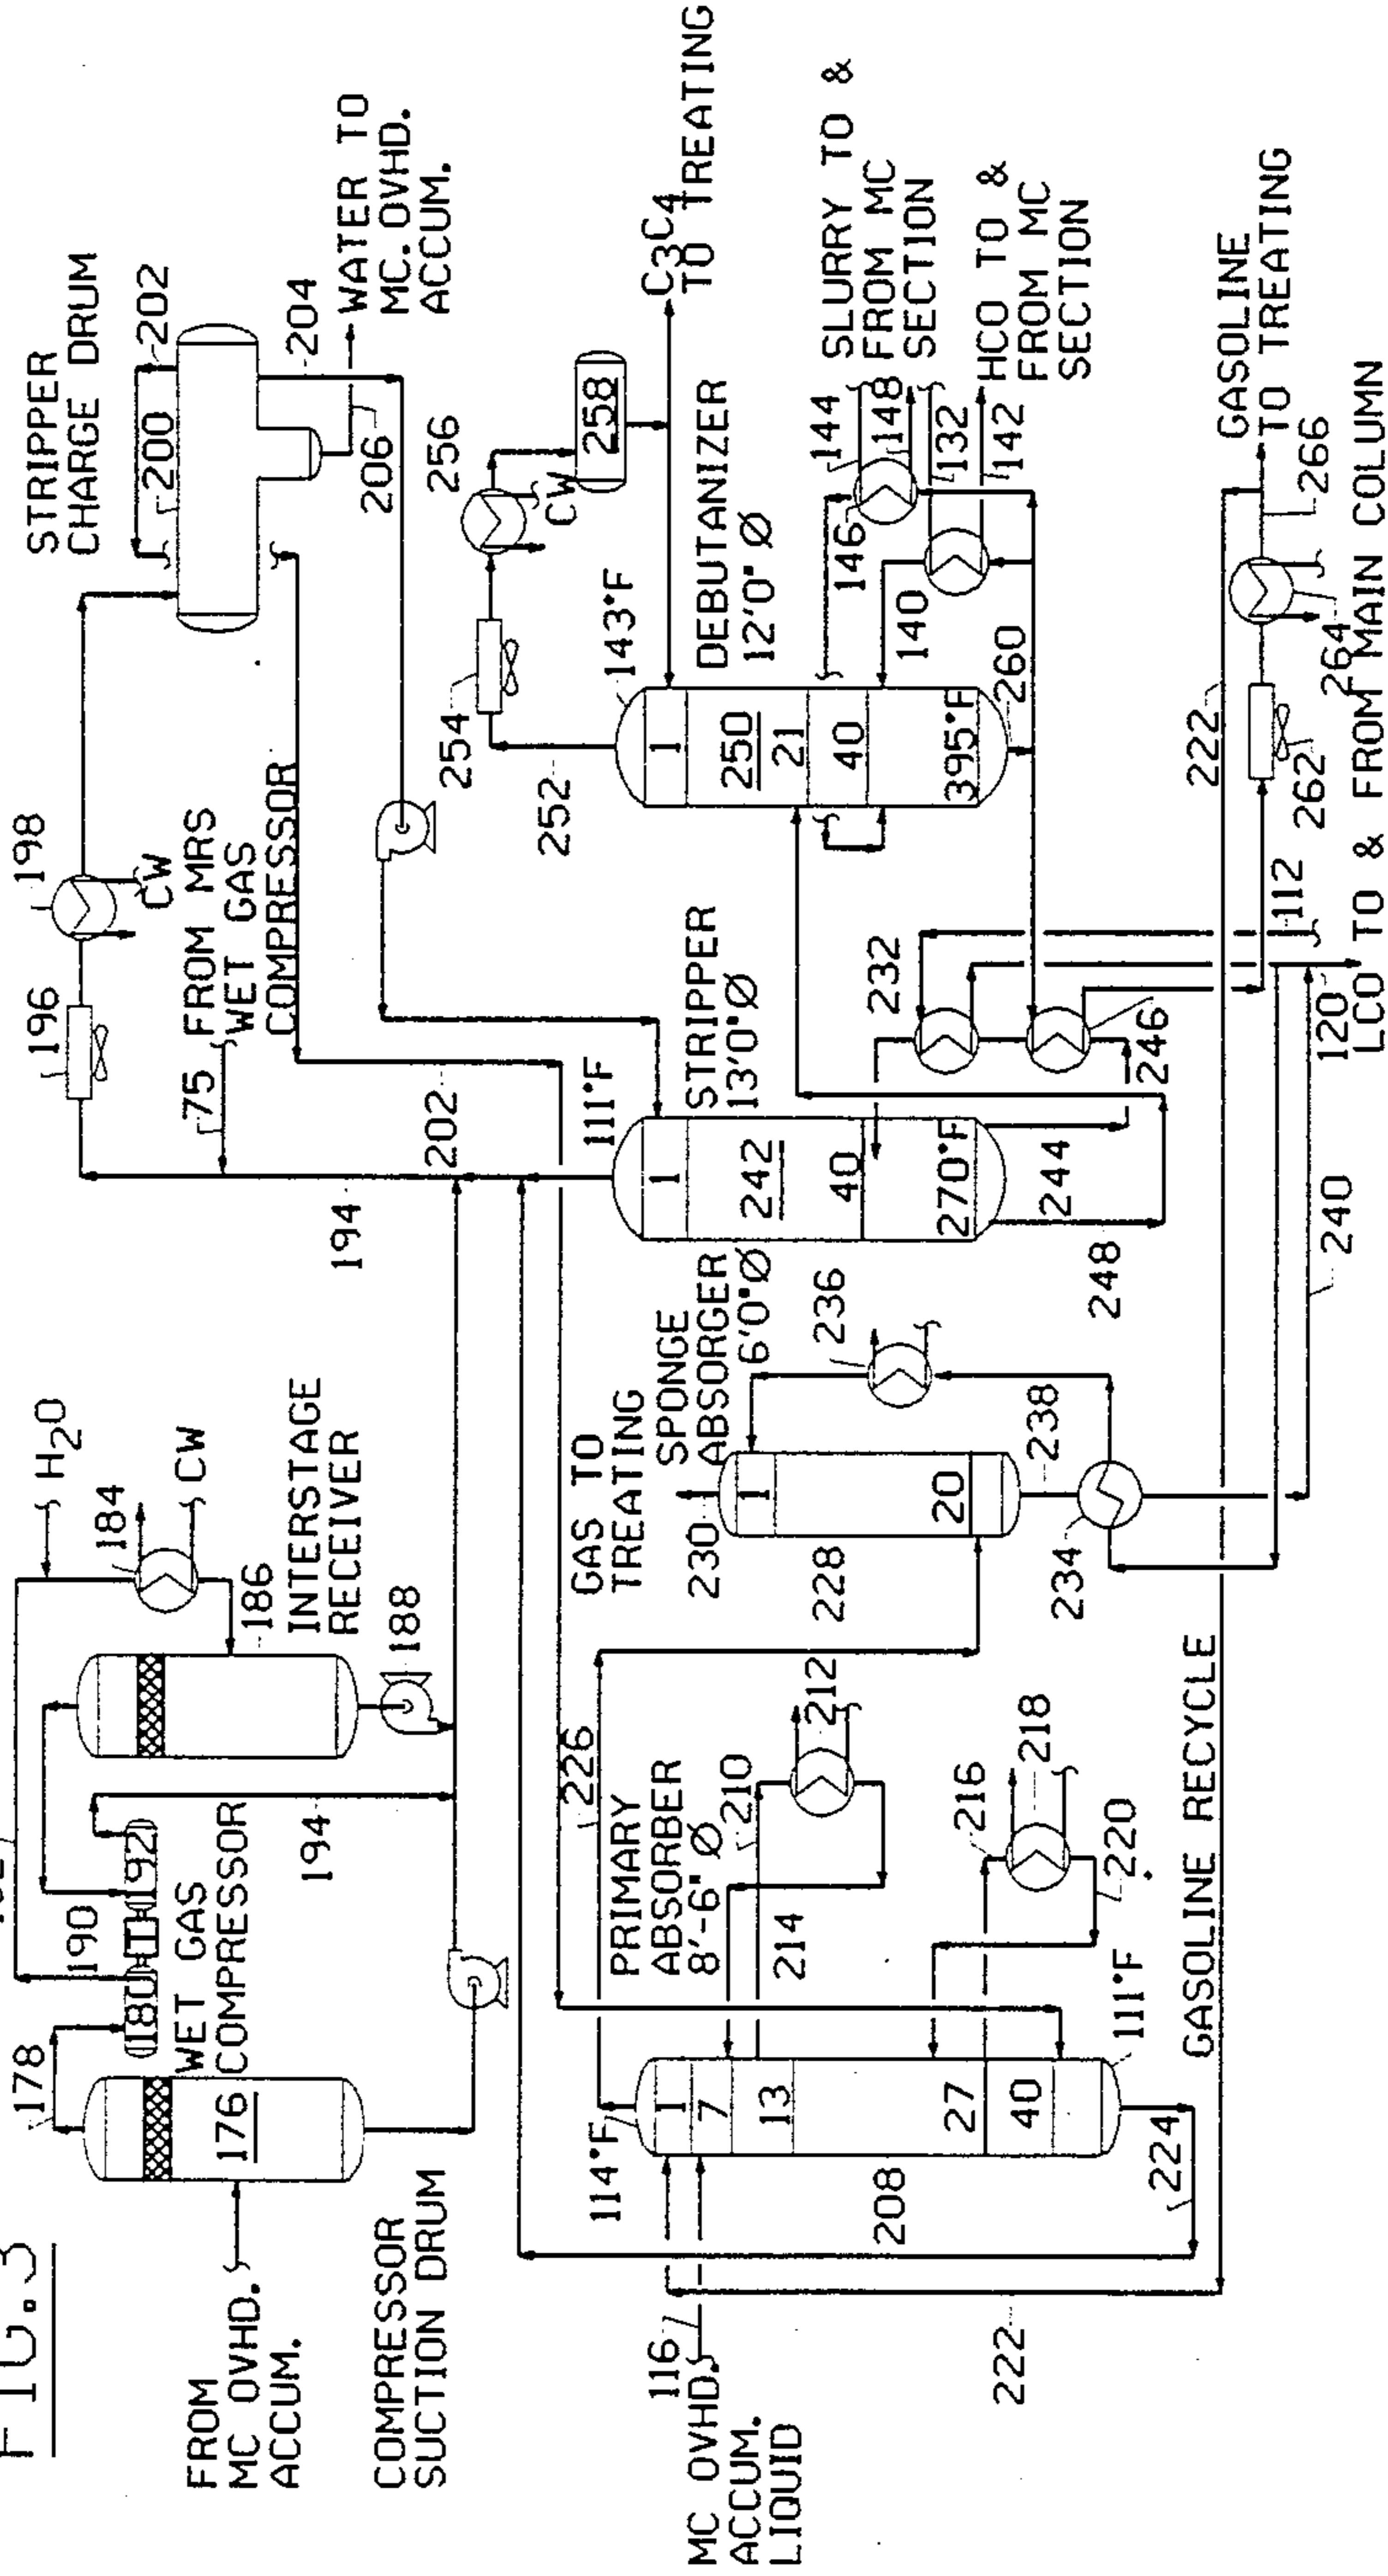 FIG.3
FROM
MC OVHD.
ACCUM.
COMPRESSOR
SUCTION DRUM
178
176
WET GAS
COMPRESSOR
180
T
192
190
194
H₂O
184
CW
186
INTERSTAGE
RECEIVER
188
194
196
198
CW
75
FROM MRS
WET GAS
COMPRESSOR
202
STRIPPER
CHARGE DRUM
200
202
204
206
WATER TO
MC.OVHD.
ACCUM.
116
MC OVHD.
ACCUM.
LIQUID
114°F
1
7
13
27
40
208
111°F
224
222
PRIMARY
ABSORBER
8'-6" Ø
210
212
214
216
218
220
226
GASOLINE RECYCLE
GAS TO
TREATING
SPONGE
ABSORGER
6'0"Ø
230
1
20
228
234
236
238
240
111°F
STRIPPER
13'0"Ø
1
242
40
270°F
244
246
248
232
112
120
LCO TO & FROM MAIN COLUMN
252
254
256
CW
258
C3C4
TO TREATING
143°F
DEBUTANIZER
12'0" Ø
1
250
21
40
395°F
260
140
146
144
148
132
142
SLURRY TO &
FROM MC
SECTION
HCO TO &
FROM MC
SECTION
222
262
264
266
GASOLINE
TO TREATING